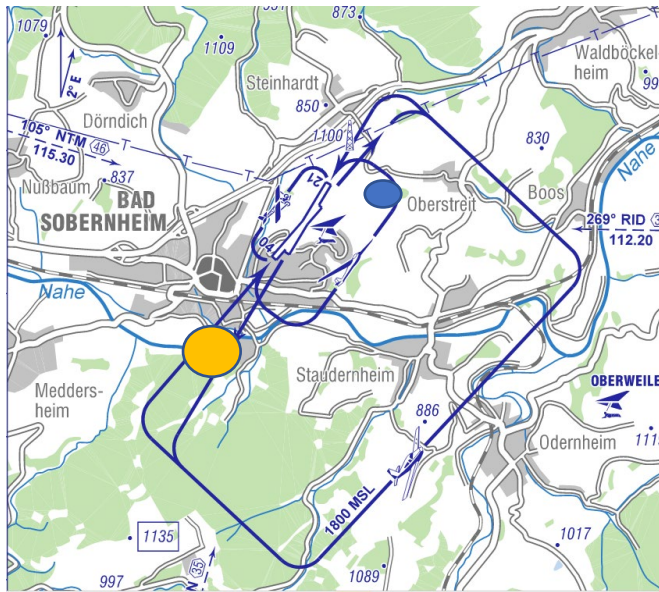 1079
873
1109
Waldböckel
heim
Steinhardt
2° E
850
Dörndich
1100
830
105° NTM 46
115.30
Nußbaum
837
21
BAD
SOBERNHEIM
Oberstreit
Boos
Nahe
269° RID
112.20
04
Nahe
Staudernheim
Meddersheim
OBERWEILE
886
Odernheim
1800 MSL
1135
1017
997
35
1089